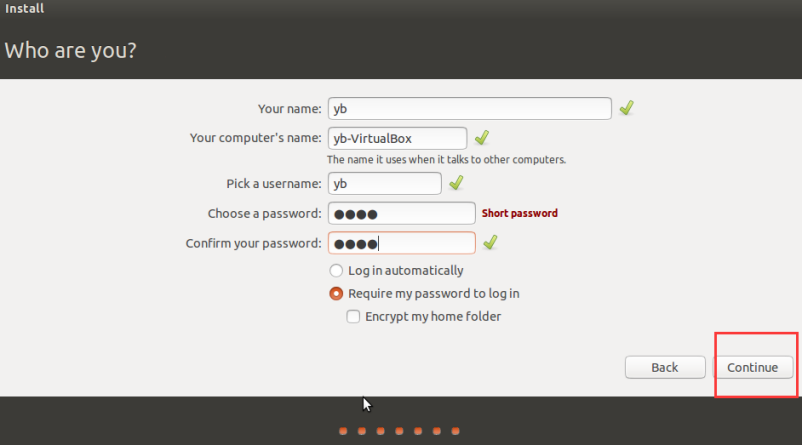 Install
Who are you?
Your name: yb
Your computer's name: yb-VirtualBox
The name it uses when it talks to other computers.
Pick a username: yb
Choose a password: ●●●● Short password
Confirm your password: ●●●●
Log in automatically
Require my password to log in
Encrypt my home folder
Back Continue